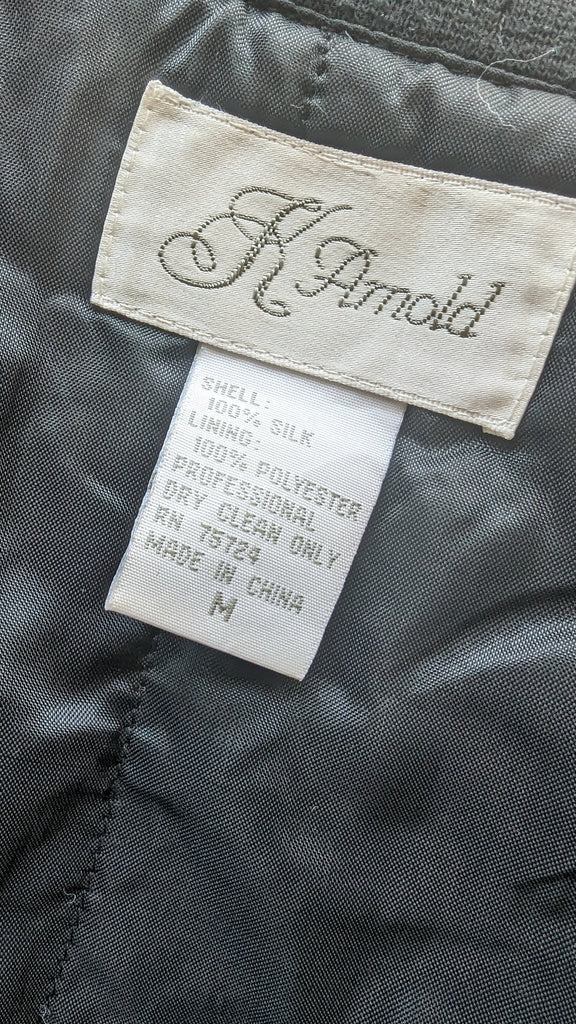 K Arnold
SHELL:
100% SILK
LINING:
100% POLYESTER
PROFESSIONAL
DRY CLEAN ONLY
RN 75724
MADE IN CHINA
M